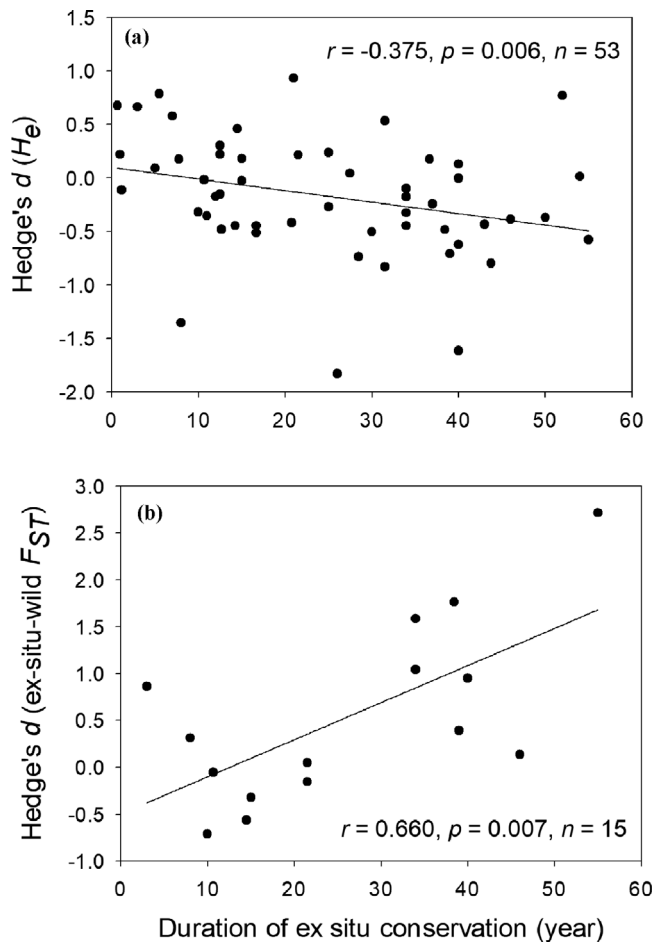 (a)
r = -0.375, p = 0.006, n = 53
Hedge's d (He)
1.5
1.0
0.5
0.0
-0.5
-1.0
-1.5
-2.0
0 10 20 30 40 50 60
(b)
Hedge's d (ex-situ-wild FST)
3.0
2.5
2.0
1.5
1.0
0.5
0.0
-0.5
-1.0
r = 0.660, p = 0.007, n = 15
0 10 20 30 40 50 60
Duration of ex situ conservation (year)